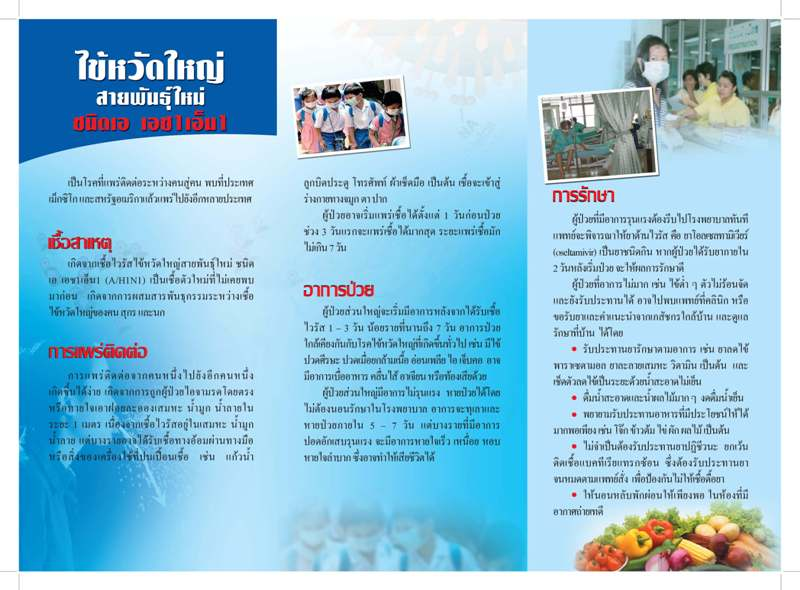 ไข้หวัดใหญ่
สายพันธุ์ใหม่
ชนิดเอ เอช1เอ็น1
เป็นโรคที่แพร่ติดต่อระหว่างคนสู่คน พบที่ประเทศ
เม็กซิโก และสหรัฐอเมริกาแล้วแพร่ไปยังอีกหลายประเทศ
เชื้อสาเหตุ
เกิดจากเชื้อไวรัสไข้หวัดใหญ่สายพันธุ์ใหม่ ชนิด
เอ เอช1เอ็น1 (A/H1N1) เป็นเชื้อตัวใหม่ที่ไม่เคยพบ
มาก่อน เกิดจากการผสมสารพันธุกรรมระหว่างเชื้อ
ไข้หวัดใหญ่ของคน สุกร และนก
การแพร่ติดต่อ
การแพร่ติดต่อจากคนหนึ่งไปยังอีกคนหนึ่ง
เกิดขึ้นได้ง่าย เกิดจากการถูกผู้ป่วยไอจามรดโดยตรง
หรือหายใจเอาฝอยละอองเสมหะ น้ำมูก น้ำลายใน
ระยะ 1 เมตร เนื่องจากเชื้อไวรัสอยู่ในเสมหะ น้ำมูก
น้ำลาย แต่บางรายอาจได้รับเชื้อทางอ้อมผ่านทางมือ
หรือสิ่งของเครื่องใช้ที่ปนเปื้อนเชื้อ เช่น แก้วน้ำ
ลูกบิดประตู โทรศัพท์ ผ้าเช็ดมือ เป็นต้น เชื้อจะเข้าสู่
ร่างกายทางจมูก ตา ปาก
ผู้ป่วยอาจเริ่มแพร่เชื้อได้ตั้งแต่ 1 วันก่อนป่วย
ช่วง 3 วันแรกจะแพร่เชื้อได้มากสุด ระยะแพร่เชื้อมัก
ไม่เกิน 7 วัน
อาการป่วย
ผู้ป่วยส่วนใหญ่จะเริ่มมีอาการหลังจากได้รับเชื้อ
ไวรัส 1 – 3 วัน น้อยรายที่นานถึง 7 วัน อาการป่วย
ใกล้เคียงกันกับโรคไข้หวัดใหญ่ที่เกิดขึ้นทั่วไป เช่น มีไข้
ปวดศีรษะ ปวดเมื่อยกล้ามเนื้อ อ่อนเพลีย ไอ เจ็บคอ อาจ
มีอาการเบื่ออาหาร คลื่นไส้ อาเจียน หรือท้องเสียด้วย
ผู้ป่วยส่วนใหญ่มีอาการไม่รุนแรง หายป่วยได้โดย
ไม่ต้องนอนรักษาในโรงพยาบาล อาการจะทุเลาและ
หายป่วยภายใน 5 – 7 วัน แต่บางรายที่มีอาการ
ปอดอักเสบรุนแรง จะมีอาการหายใจเร็ว เหนื่อย หอบ
หายใจลำบาก ซึ่งอาจทำให้เสียชีวิตได้
การรักษา
ผู้ป่วยที่มีอาการรุนแรงต้องรีบไปโรงพยาบาลทันที
แพทย์จะพิจารณาให้ยาต้านไวรัส คือ ยาโอลเซลทามิเวียร์
(oseltamivir) เป็นยาชนิดกิน หากผู้ป่วยได้รับยาภายใน
2 วันหลังเริ่มป่วย จะให้ผลการรักษาดี
ผู้ป่วยที่อาการไม่มาก เช่น ไข้ต่ำ ๆ ตัวไม่ร้อนจัด
และยังรับประทานได้ อาจไปพบแพทย์ที่คลินิก หรือ
ขอรับยาและคำแนะนำจากเภสัชกรใกล้บ้าน และดูแล
รักษาที่บ้าน ได้โดย
● รับประทานยารักษาตามอาการ เช่น ยาลดไข้
พาราเซตามอล ยาละลายเสมหะ วิตามิน เป็นต้น และ
เช็ดตัวลดไข้เป็นระยะด้วยน้ำสะอาดไม่เย็น
● ดื่มน้ำสะอาดและน้ำผลไม้มาก ๆ งดดื่มน้ำเย็น
● พยายามรับประทานอาหารที่มีประโยชน์ให้ได้
มากพอเพียง เช่น โจ๊ก ข้าวต้ม ไข่ ผัก ผลไม้ เป็นต้น
● ไม่จำเป็นต้องรับประทานยาปฏิชีวนะ ยกเว้น
ติดเชื้อแบคทีเรียแทรกซ้อน ซึ่งต้องรับประทานยา
จนหมดตามแพทย์สั่ง เพื่อป้องกันไม่ให้เชื้อดื้อยา
● ให้นอนหลับพักผ่อนให้เพียงพอ ในห้องที่มี
อากาศถ่ายเทดี